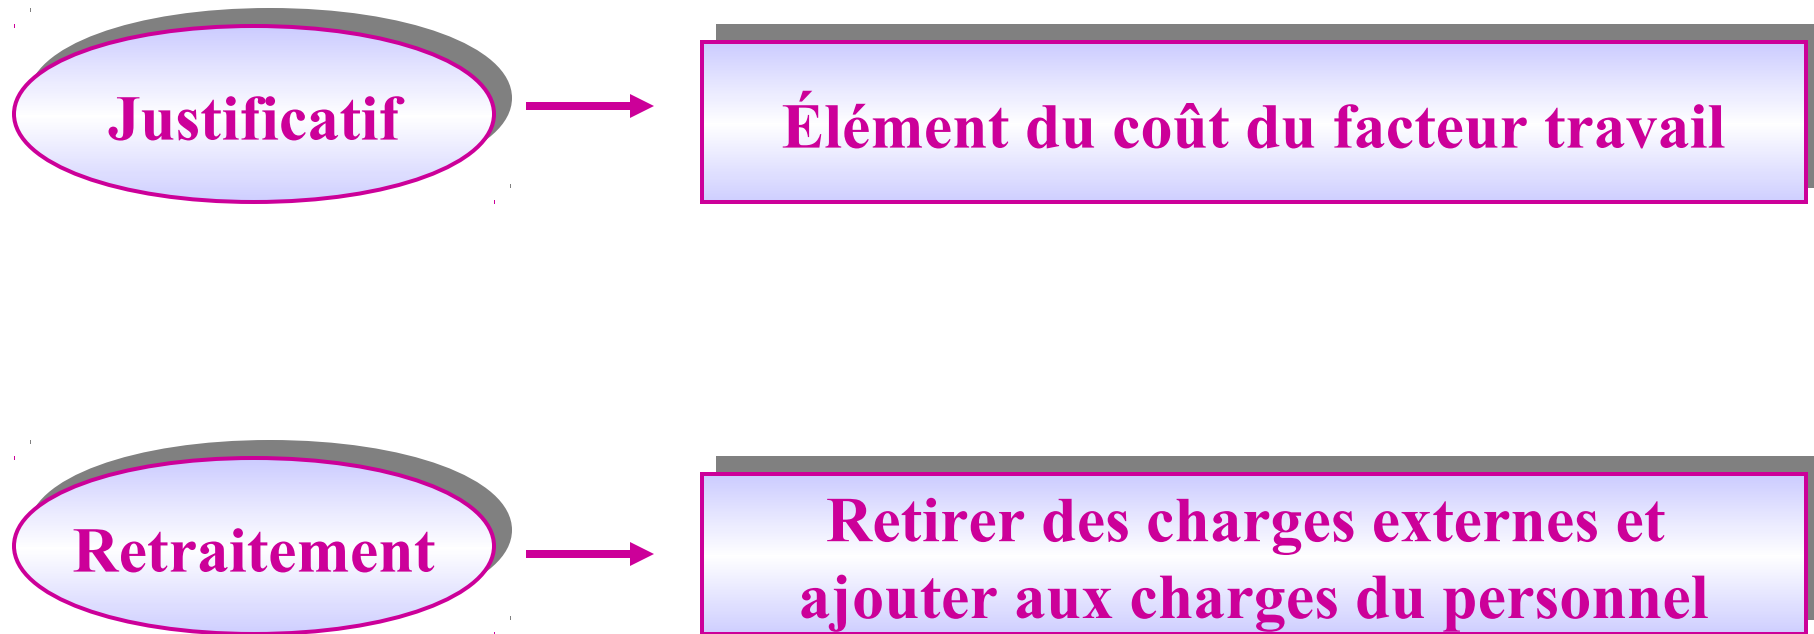 Justificatif
Élément du coût du facteur travail
Retraitement
Retirer des charges externes et
ajouter aux charges du personnel